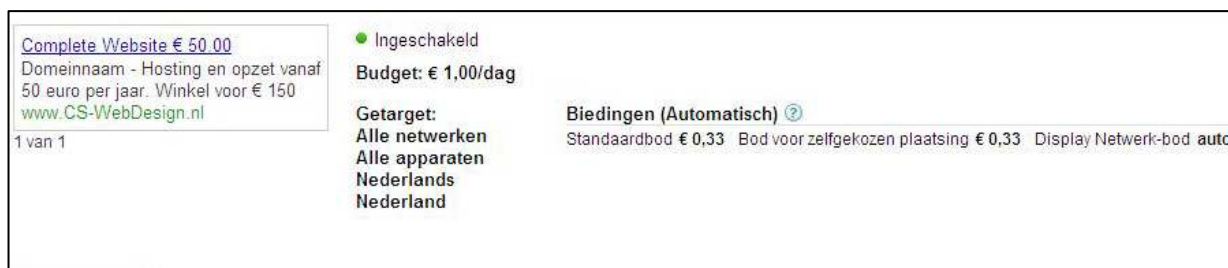 Complete Website € 50.00
Domeinnaam - Hosting en opzet vanaf
50 euro per jaar. Winkel voor € 150
www.CS-WebDesign.nl
1 van 1
Ingeschakeld
Budget: € 1,00/dag
Getarget:
Alle netwerken
Alle apparaten
Nederlands
Nederland
Biedingen (Automatisch) ?
Standaardbod € 0,33 Bod voor zelfgekozen plaatsing € 0,33 Display Netwerk-bod auto